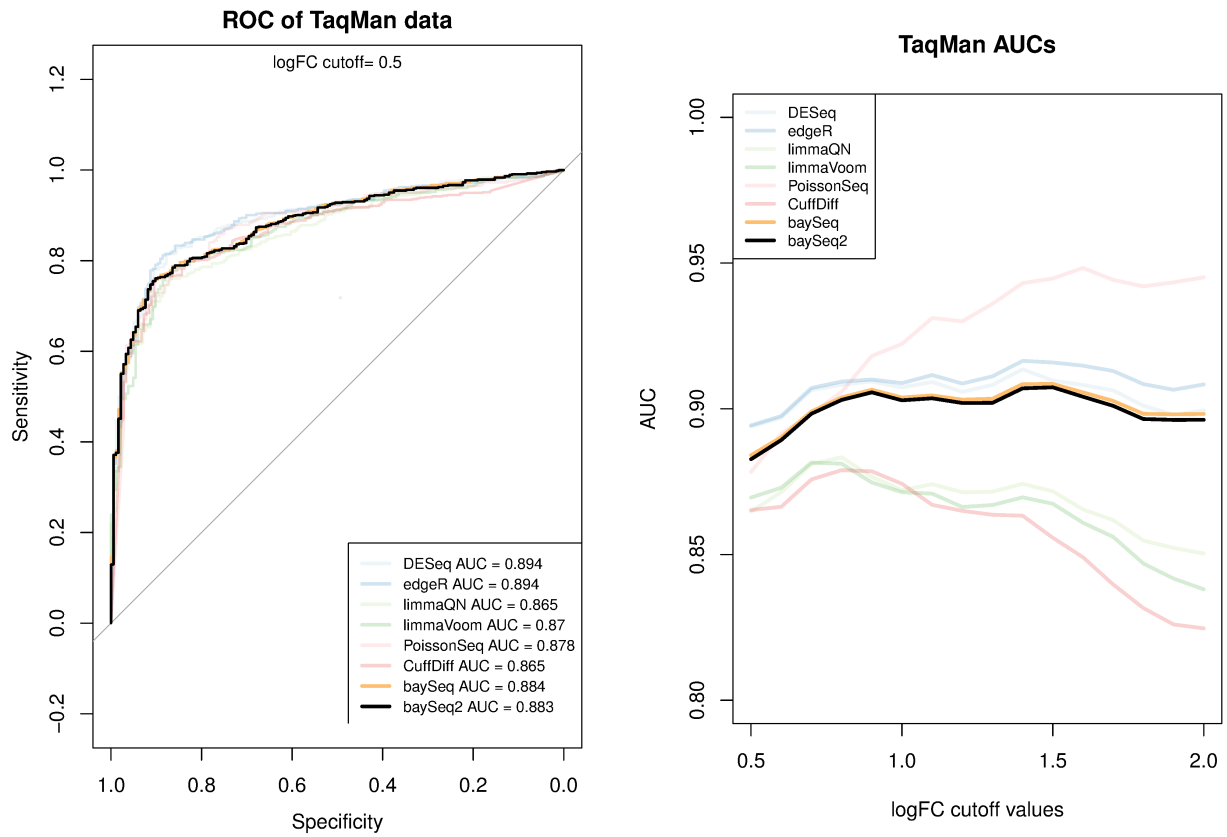 ROC of TaqMan data
logFC cutoff= 0.5
Sensitivity
1.2
1.0
0.8
0.6
0.4
0.2
0.0
−0.2
DESeq AUC = 0.894
edgeR AUC = 0.894
limmaQN AUC = 0.865
limmaVoom AUC = 0.87
PoissonSeq AUC = 0.878
CuffDiff AUC = 0.865
baySeq AUC = 0.884
baySeq2 AUC = 0.883
1.0 0.8 0.6 0.4 0.2 0.0
Specificity
TaqMan AUCs
AUC
1.00
0.95
0.90
0.85
0.80
DESeq
edgeR
limmaQN
limmaVoom
PoissonSeq
CuffDiff
baySeq
baySeq2
0.5 1.0 1.5 2.0
logFC cutoff values